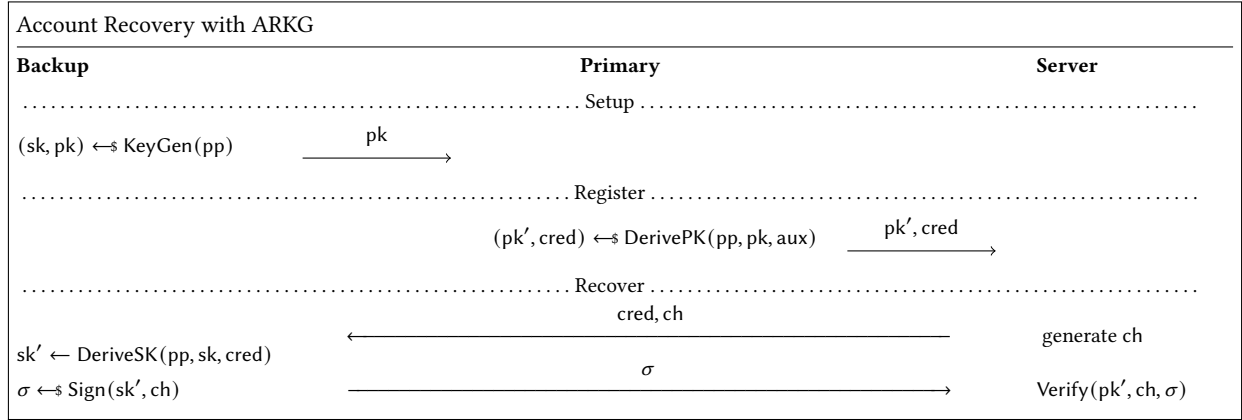 Account Recovery with ARKG
Backup Primary Server
Setup
(sk, pk) ←$ KeyGen(pp) pk
Register
(pk′, cred) ←$ DerivePK(pp, pk, aux) pk′, cred
Recover
cred, ch
generate ch
sk′ ← DeriveSK(pp, sk, cred)
σ
σ ←$ Sign(sk′, ch) Verify(pk′, ch, σ)